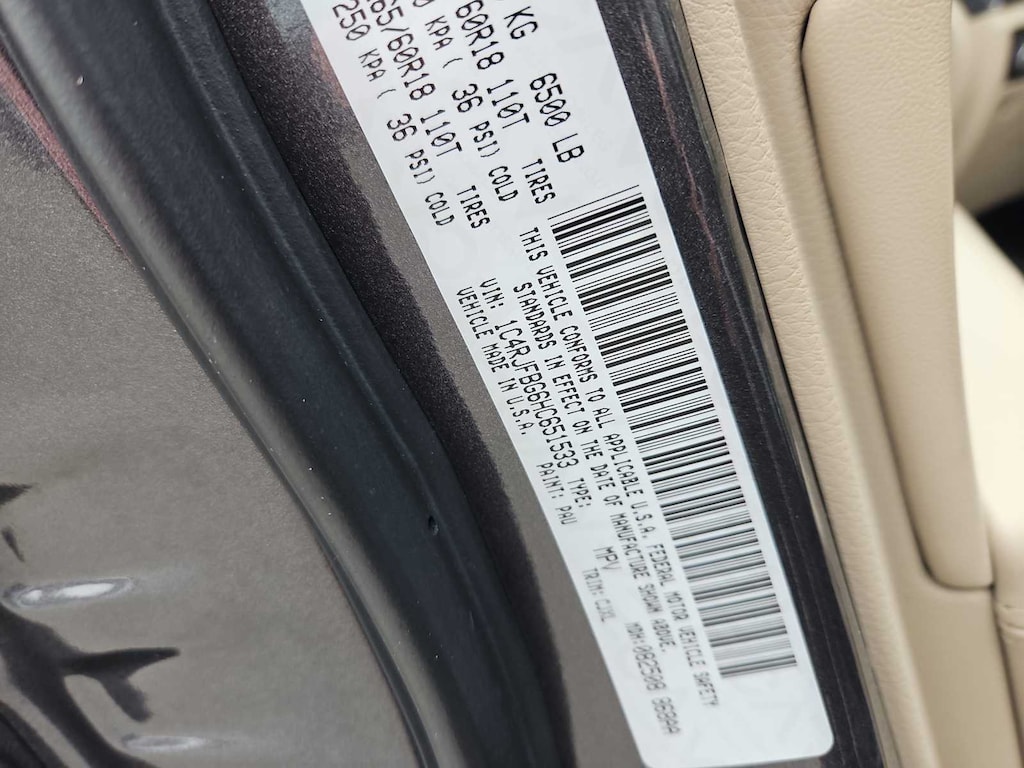 KG 6500 LB
60R18 110T TIRES
KPA ( 36 PSI) COLD
65/60R18 110T TIRES
250 KPA ( 36 PSI) COLD
THIS VEHICLE CONFORMS TO ALL APPLICABLE U.S.A. FEDERAL MOTOR VEHICLE SAFETY
STANDARDS IN EFFECT ON THE DATE OF MANUFACTURE SHOWN ABOVE.
VIN: 1C4RJFBG6HC651533 TYPE: MPV MDH:
VEHICLE MADE IN U.S.A. PAINT: PAU TRIM: